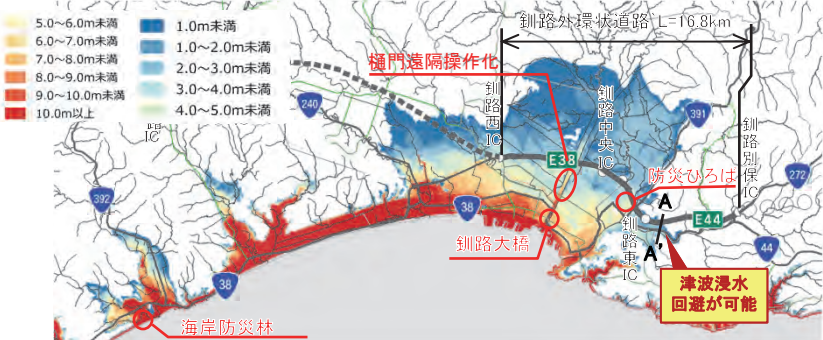 5.0～6.0m未満
6.0～7.0m未満
7.0～8.0m未満
8.0～9.0m未満
9.0～10.0m未満
10.0m以上
1.0m未満
1.0～2.0m未満
2.0～3.0m未満
3.0～4.0m未満
4.0～5.0m未満
釧路外環状道路 L=16.8km
樋門遠隔操作化
釧路西IC
釧路中央IC
釧路別保IC
IC
240
391
E38
防災ひろば
272
392
38
A
E44
釧路大橋
釧路東IC
A'
44
38
津波浸水
回避が可能
海岸防災林